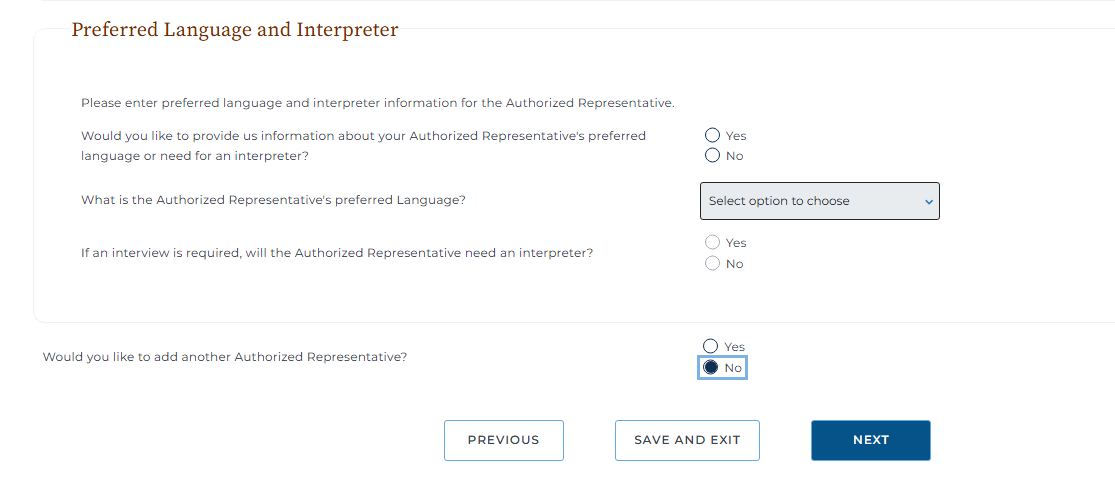 Preferred Language and Interpreter
Please enter preferred language and interpreter information for the Authorized Representative.
Would you like to provide us information about your Authorized Representative's preferred
language or need for an interpreter?
Yes
No
What is the Authorized Representative's preferred Language?
Select option to choose
If an interview is required, will the Authorized Representative need an interpreter?
Yes
No
Would you like to add another Authorized Representative?
Yes
No
PREVIOUS
SAVE AND EXIT
NEXT